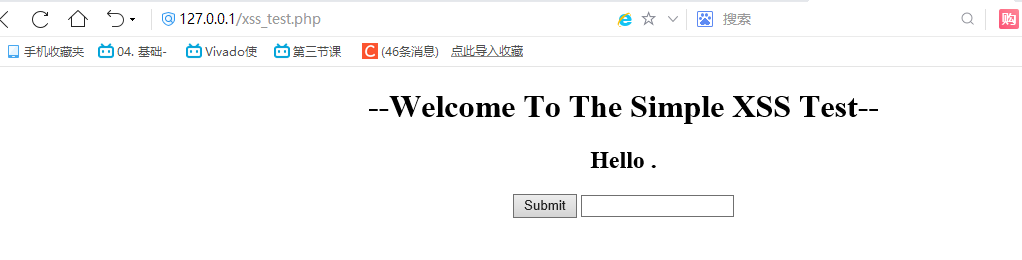 127.0.0.1/xss_test.php 搜索 购
手机收藏夹 04. 基础- Vivado使 第三节课 C (46条消息) 点此导入收藏
--Welcome To The Simple XSS Test--
Hello .
Submit